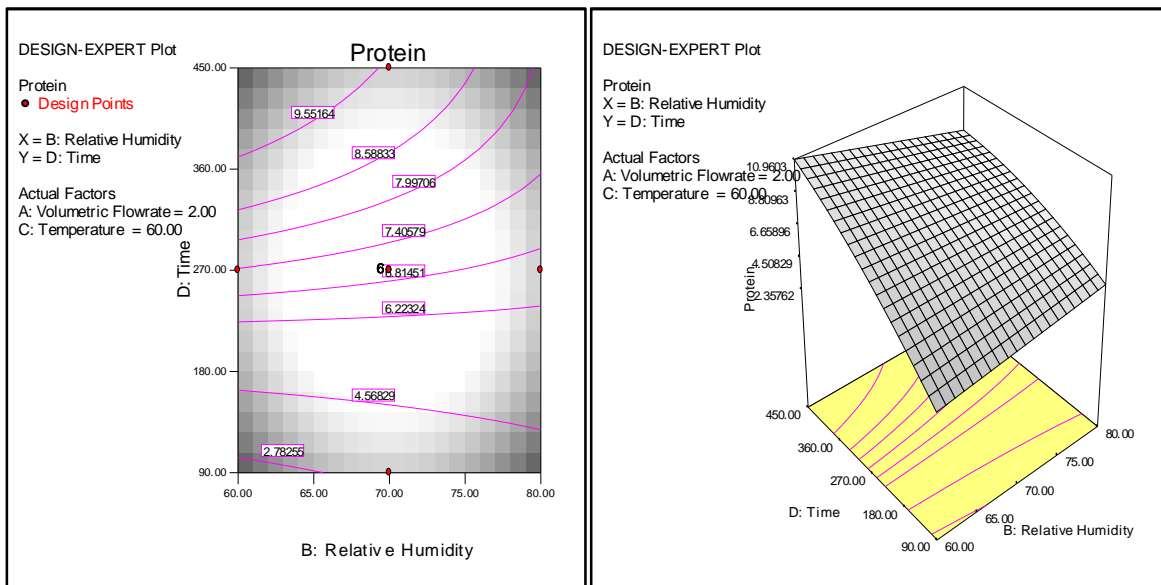 DESIGN-EXPERT Plot
Protein
Design Points
X = B: Relative Humidity
Y = D: Time
Actual Factors
A: Volumetric Flowrate = 2.00
C: Temperature = 60.00
Protein
D: Time
450.00
360.00
270.00
180.00
90.00
60.00
65.00
70.00
75.00
80.00
B: Relative Humidity
9.55164
8.58833
7.99706
7.40579
6
6.81451
6.22324
4.56829
2.78255
DESIGN-EXPERT Plot
Protein
X = B: Relative Humidity
Y = D: Time
Actual Factors
A: Volumetric Flowrate = 2.00
C: Temperature = 60.00
10.9603
8.80963
6.65896
4.50829
2.35762
Protein
450.00
360.00
270.00
180.00
90.00
D: Time
60.00
65.00
70.00
75.00
80.00
B: Relative Humidity